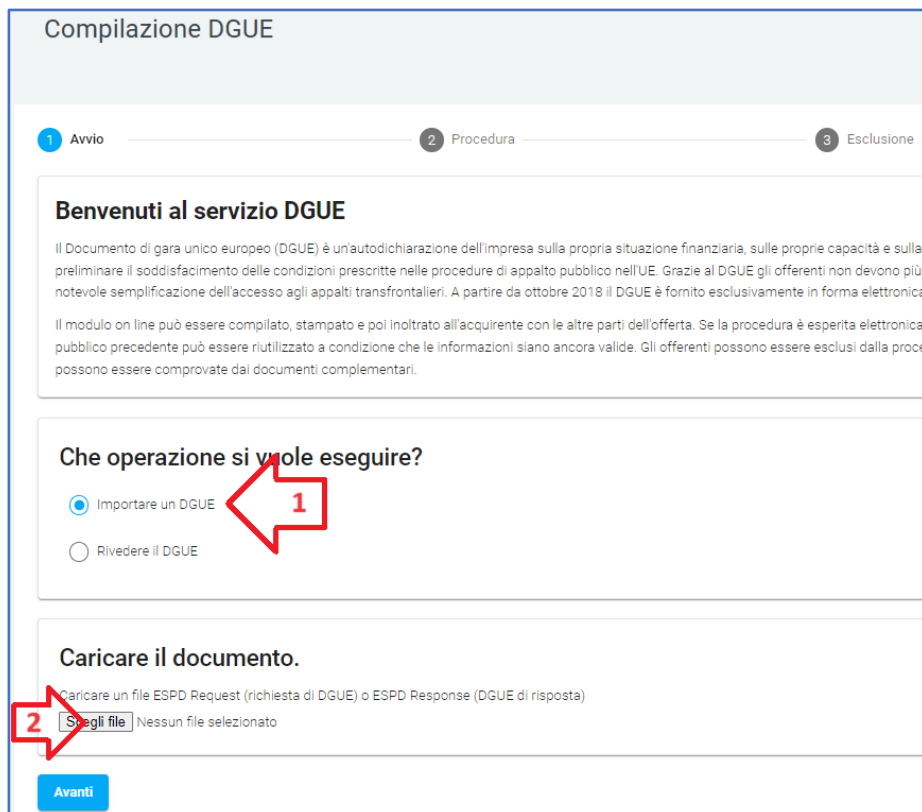 Compilazione DGUE
1 Avvio 2 Procedura 3 Esclusione
Benvenuti al servizio DGUE
Il Documento di gara unico europeo (DGUE) è un'autodichiarazione dell'impresa sulla propria situazione finanziaria, sulle proprie capacità e sulla
preliminare il soddisfacimento delle condizioni prescritte nelle procedure di appalto pubblico nell'UE. Grazie al DGUE gli offerenti non devono più
notevole semplificazione dell'accesso agli appalti transfrontalieri. A partire da ottobre 2018 il DGUE è fornito esclusivamente in forma elettronica
Il modulo on line può essere compilato, stampato e poi inoltrato all'acquirente con le altre parti dell'offerta. Se la procedura è esperita elettronica
pubblico precedente può essere riutilizzato a condizione che le informazioni siano ancora valide. Gli offerenti possono essere esclusi dalla proce
possono essere comprovate dai documenti complementari.
Che operazione si vuole eseguire?
Importare un DGUE 1
Rivedere il DGUE
Caricare il documento.
Caricare un file ESPD Request (richiesta di DGUE) o ESPD Response (DGUE di risposta)
2 Scegli file Nessun file selezionato
Avanti